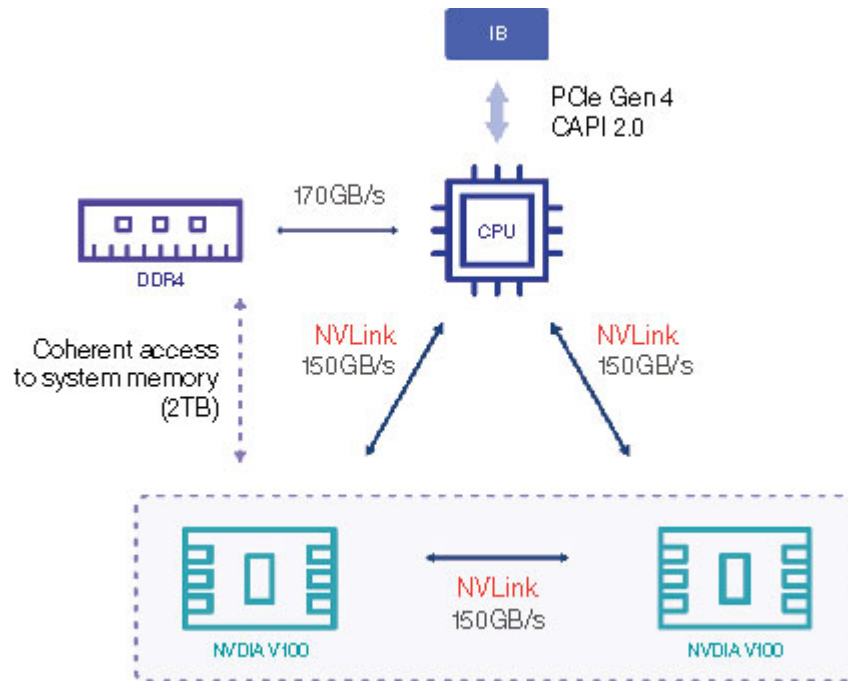 IB
PCIe Gen 4
CAPI 2.0
170GB/s
CPU
DDR4
NVLink
150GB/s
NVLink
150GB/s
Coherent access
to system memory
(2TB)
NVLink
150GB/s
NVDIA V100
NVDIA V100